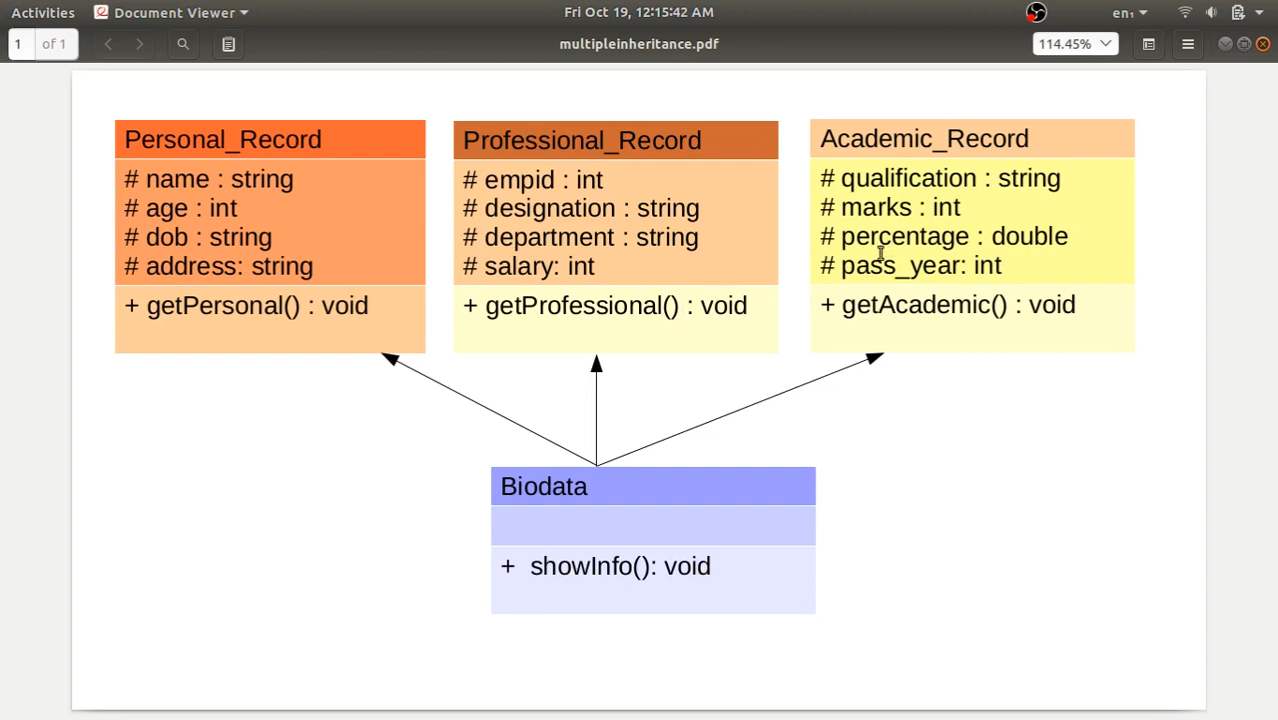 Activities
Document Viewer
Fri Oct 19, 12:15:42 AM
en₁
1
of 1
multipleinheritance.pdf
114.45%
Personal_Record
# name : string
# age : int
# dob : string
# address: string
+ getPersonal() : void
Professional_Record
# empid : int
# designation : string
# department : string
# salary: int
+ getProfessional() : void
Academic_Record
# qualification : string
# marks : int
# percentage : double
# pass_year: int
+ getAcademic() : void
Biodata
+ showInfo(): void